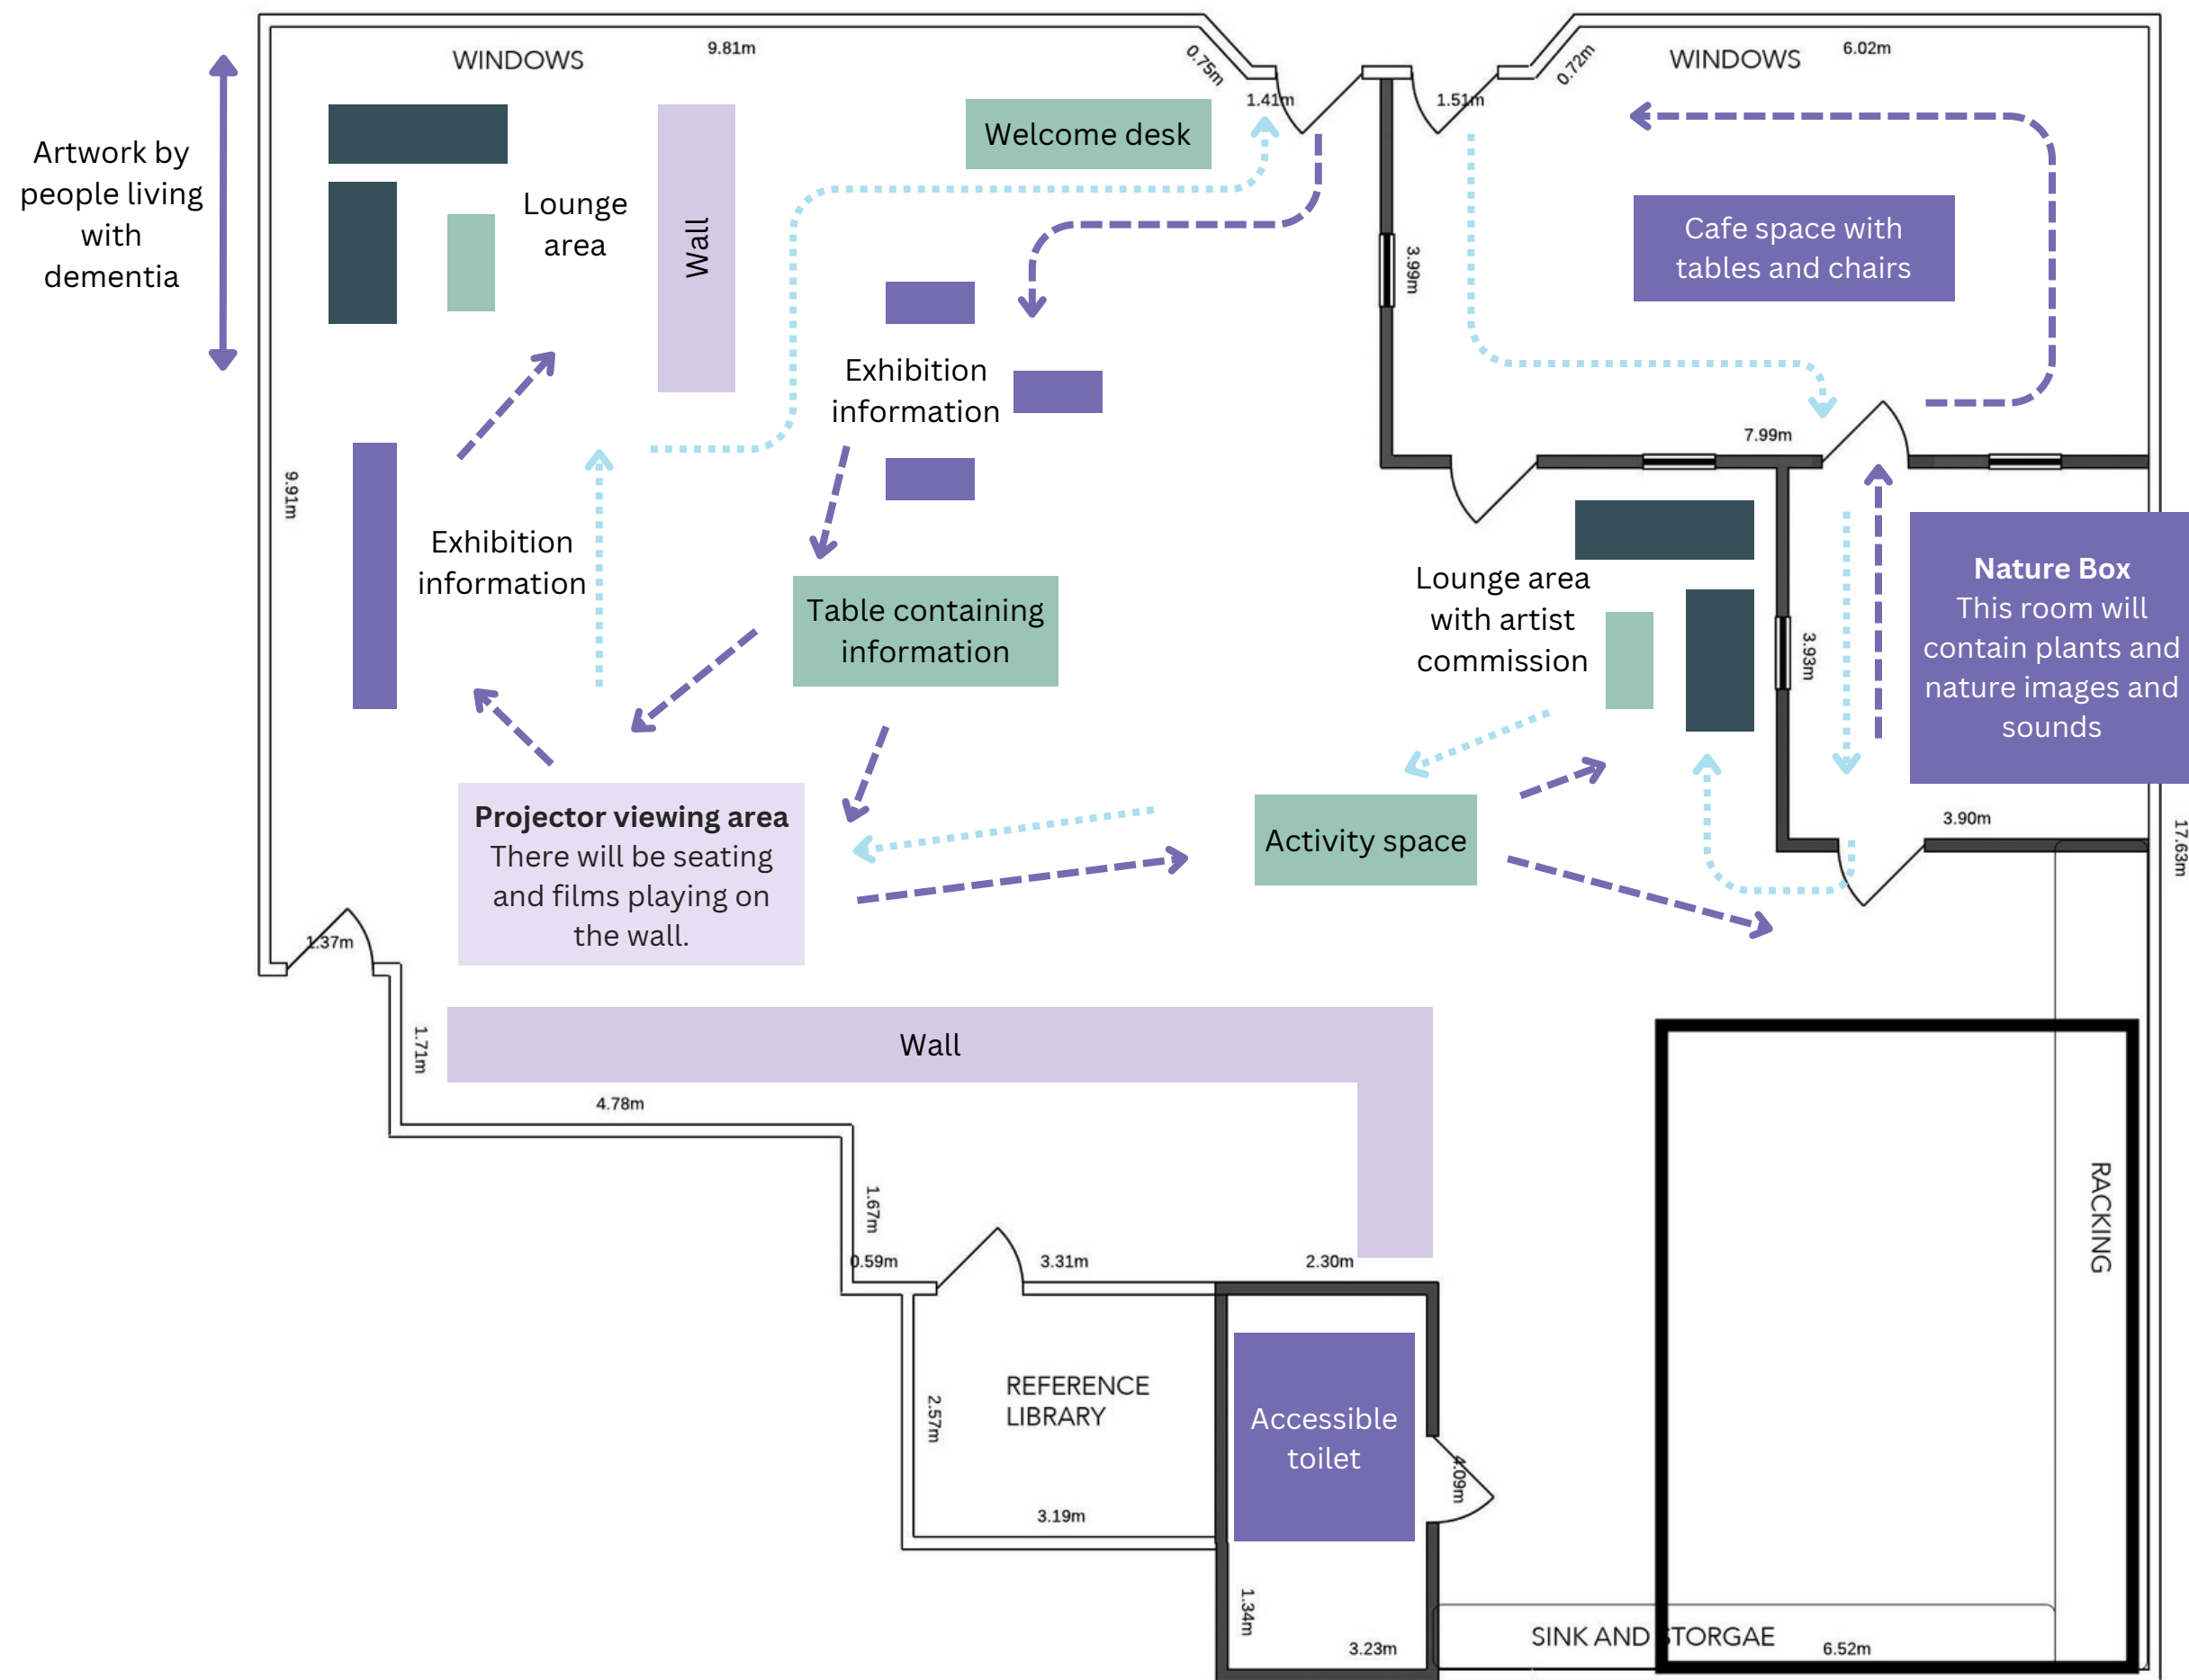 WINDOWS
9.81m
0.75m
1.41m
1.51m
0.72m
WINDOWS
6.02m
Artwork by
people living
with
dementia
Lounge
area
Wall
Welcome desk
3.99m
Cafe space with
tables and chairs
Exhibition
information
7.99m
9.91m
Exhibition
information
Table containing
information
Lounge area
with artist
commission
3.93m
Nature Box
This room will
contain plants and
nature images and
sounds
3.90m
17.63m
Projector viewing area
There will be seating
and films playing on
the wall.
Activity space
1.37m
1.71m
Wall
4.78m
1.67m
0.59m
3.31m
2.30m
RACKING
REFERENCE
LIBRARY
2.57m
Accessible
toilet
4.09m
3.19m
1.34m
3.23m
SINK AND STORGAE
6.52m